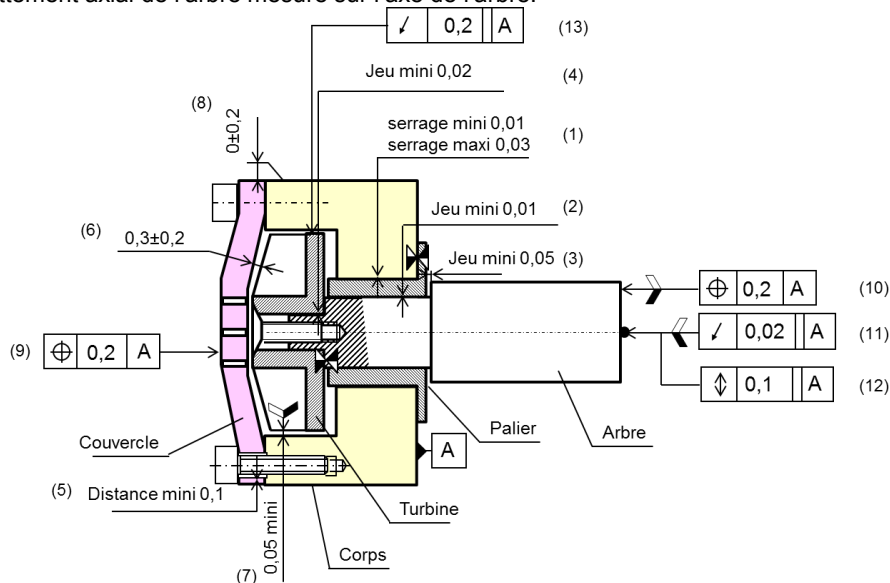 ttement axial de l'arbre mesuré sur l'axe de l'arbre.
0,2 A (13)
Jeu mini 0,02 (4)
(8)
0±0,2
serrage mini 0,01
serrage maxi 0,03
(1)
Jeu mini 0,01 (2)
(6) 0,3±0,2
Jeu mini 0,05 (3)
0,2 A (10)
(9) 0,2 A
0,02 A (11)
0,1 A (12)
Couvercle
Palier
Arbre
A
(5) Distance mini 0,1
Turbine
0,05 mini
Corps
(7)